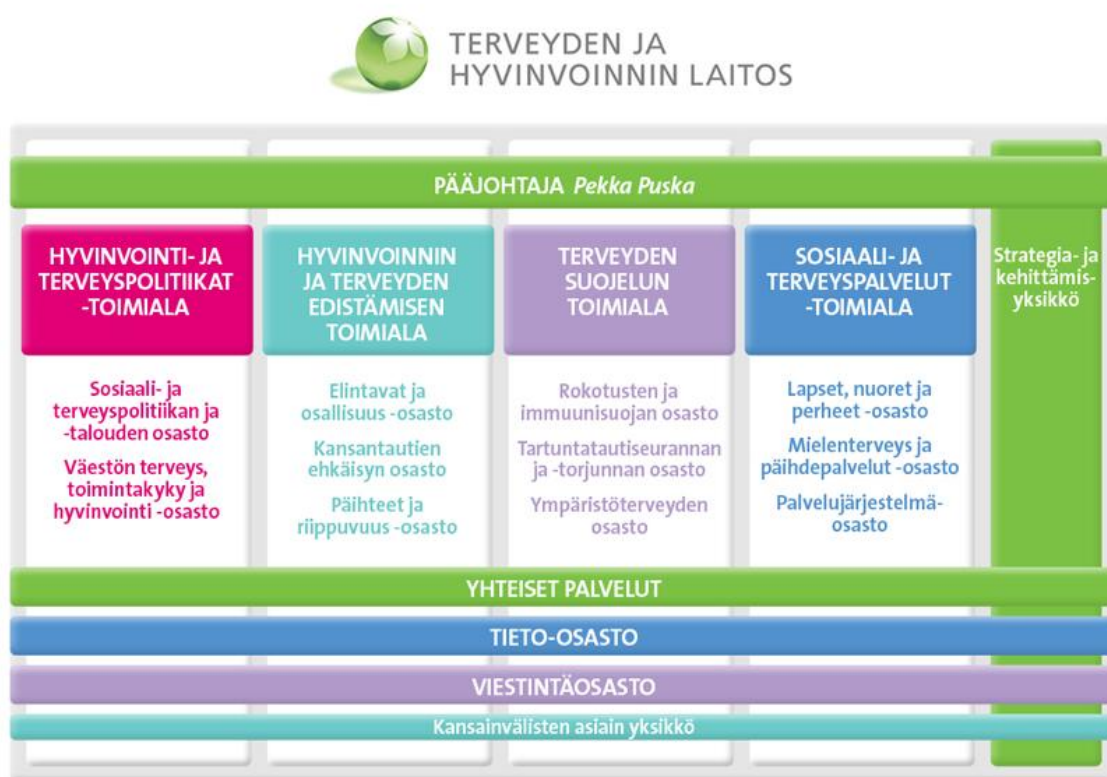 TERVEYDEN JA
HYVINVOINNIN LAITOS
PÄÄJOHTAJA Pekka Puska
HYVINVOINTI- JA
TERVEYSPOLITIIKAT
-TOIMIALA
Sosiaali- ja
terveyspolitiikan ja
-talouden osasto
Väestön terveys,
toimintakyky ja
hyvinvointi -osasto
HYVINVOINNIN
JA TERVEYDEN
EDISTÄMISEN
TOIMIALA
Elintavat ja
osallisuus -osasto
Kansantautien
ehkäisyn osasto
Päihteet ja
riippuvuus -osasto
TERVEYDEN
SUOJELUN
TOIMIALA
Rokotusten ja
immuunisuojan osasto
Tartuntatautiseurannan
ja -torjunnan osasto
Ympäristöterveyden
osasto
SOSIAALI- JA
TERVEYSPALVELUT
-TOIMIALA
Lapset, nuoret ja
perheet -osasto
Mielenterveys ja
päihdepalvelut -osasto
Palvelujärjestelmä-
osasto
Strategia- ja
kehittämis-
yksikkö
YHTEISET PALVELUT
TIETO-OSASTO
VIESTINTÄOSASTO
Kansainvälisten asiain yksikkö